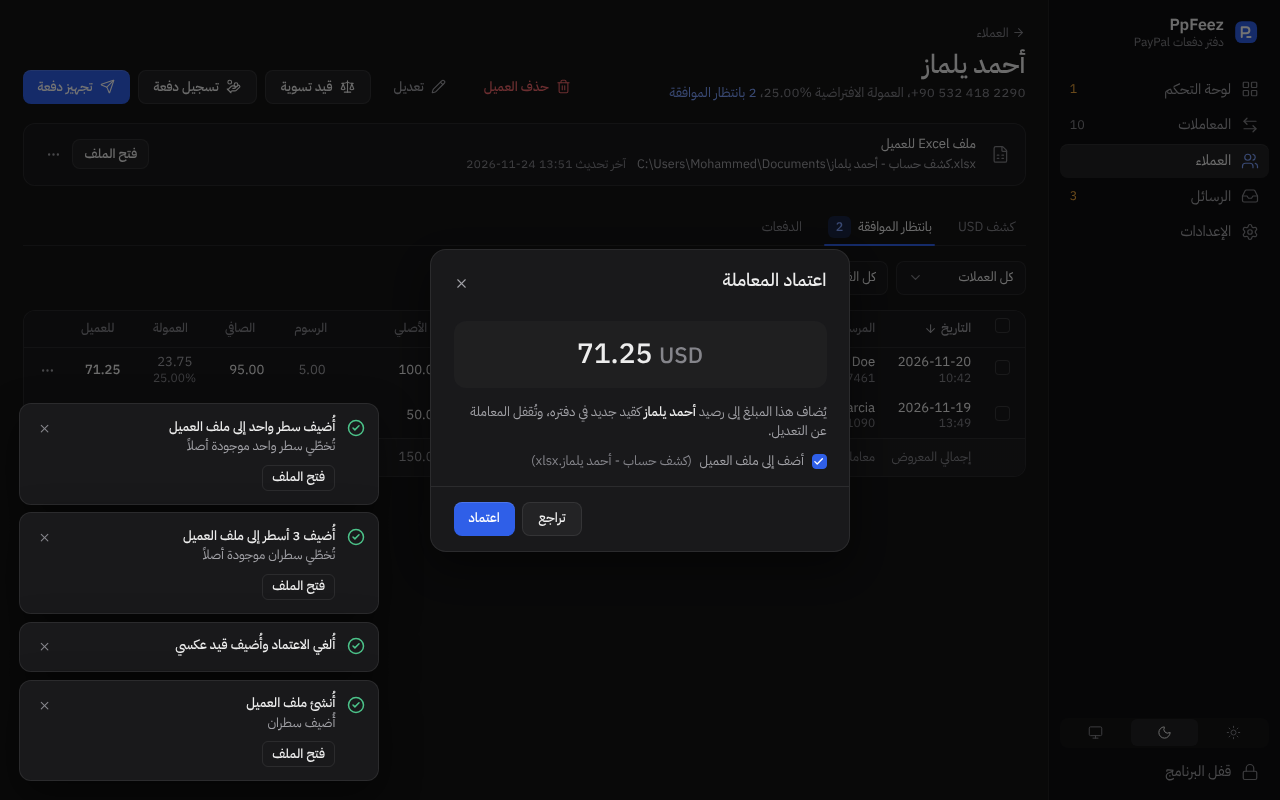 PpFeez
دفتر دفعات PayPal
لوحة التحكم 1
المعاملات 10
العملاء
الرسائل 3
الإعدادات
قفل البرنامج
العملاء
أحمد يلماز
+90 532 418 2290، العمولة الافتراضية 25.00%، 2 بانتظار الموافقة
حذف العميل
تعديل
قيد تسوية
تسجيل دفعة
تجهيز دفعة
ملف Excel للعميل
C:\Users\Mohammed\Documents\كشف حساب - أحمد يلماز.xlsx آخر تحديث 2026-11-24 13:51
فتح الملف
كشف USD
بانتظار الموافقة 2
الدفعات
كل العملات
التاريخ
الأصلي
الرسوم
الصافي
العمولة
للعميل
2026-11-20
10:42
Doe
5.00
95.00
23.75
25.00%
71.25
2026-11-19
13:49
إجمالي المعروض
اعتماد المعاملة
71.25 USD
يُضاف هذا المبلغ إلى رصيد أحمد يلماز كقيد جديد في دفتره، وتُقفل المعاملة
عن التعديل.
أضف إلى ملف العميل (كشف حساب - أحمد يلماز.xlsx)
تراجع
اعتماد
أُضيف سطر واحد إلى ملف العميل
تُخطّي سطر واحد موجودة أصلاً
فتح الملف
أُضيف 3 أسطر إلى ملف العميل
تُخطّي سطران موجودة أصلاً
فتح الملف
أُلغي الاعتماد وأُضيف قيد عكسي
أُنشئ ملف العميل
أُضيف سطران
فتح الملف